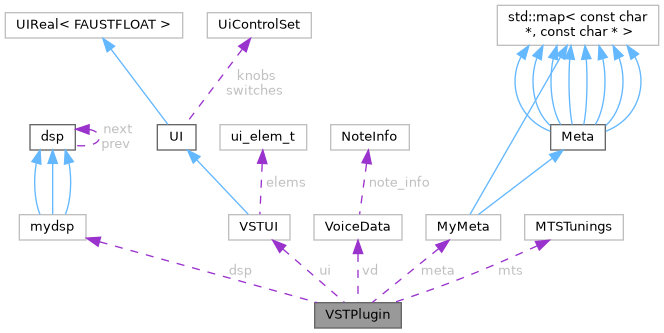 UIReal< FAUSTFLOAT >
UiControlSet
std::map< const char
*, const char * >
knobs
switches
dsp
next
prev
UI
ui_elem_t
NoteInfo
Meta
elems
note_info
mydsp
VSTUI
VoiceData
MyMeta
MTSTunings
dsp
ui
vd
meta
mts
VSTPlugin